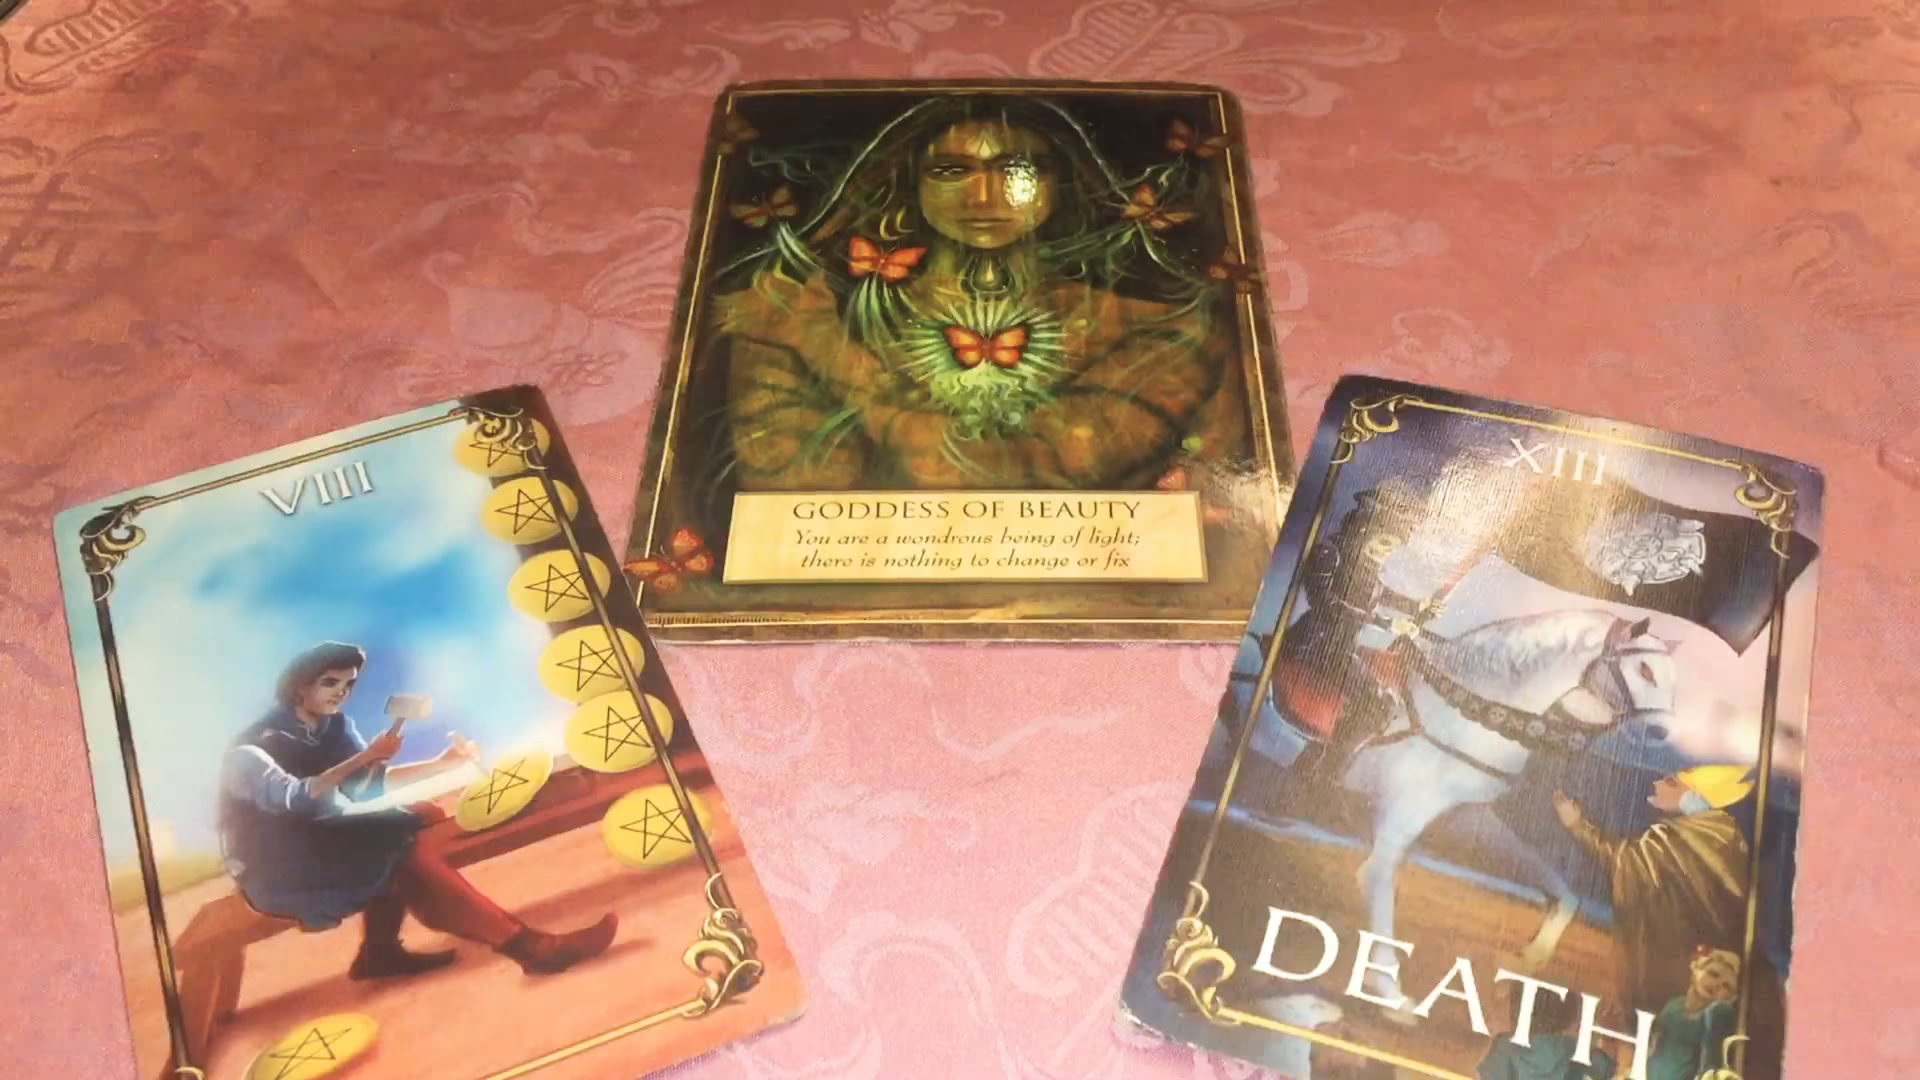 GODDESS OF BEAUTY
You are a wondrous being of light;
there is nothing to change or fix
VIII
XIII
DEATH